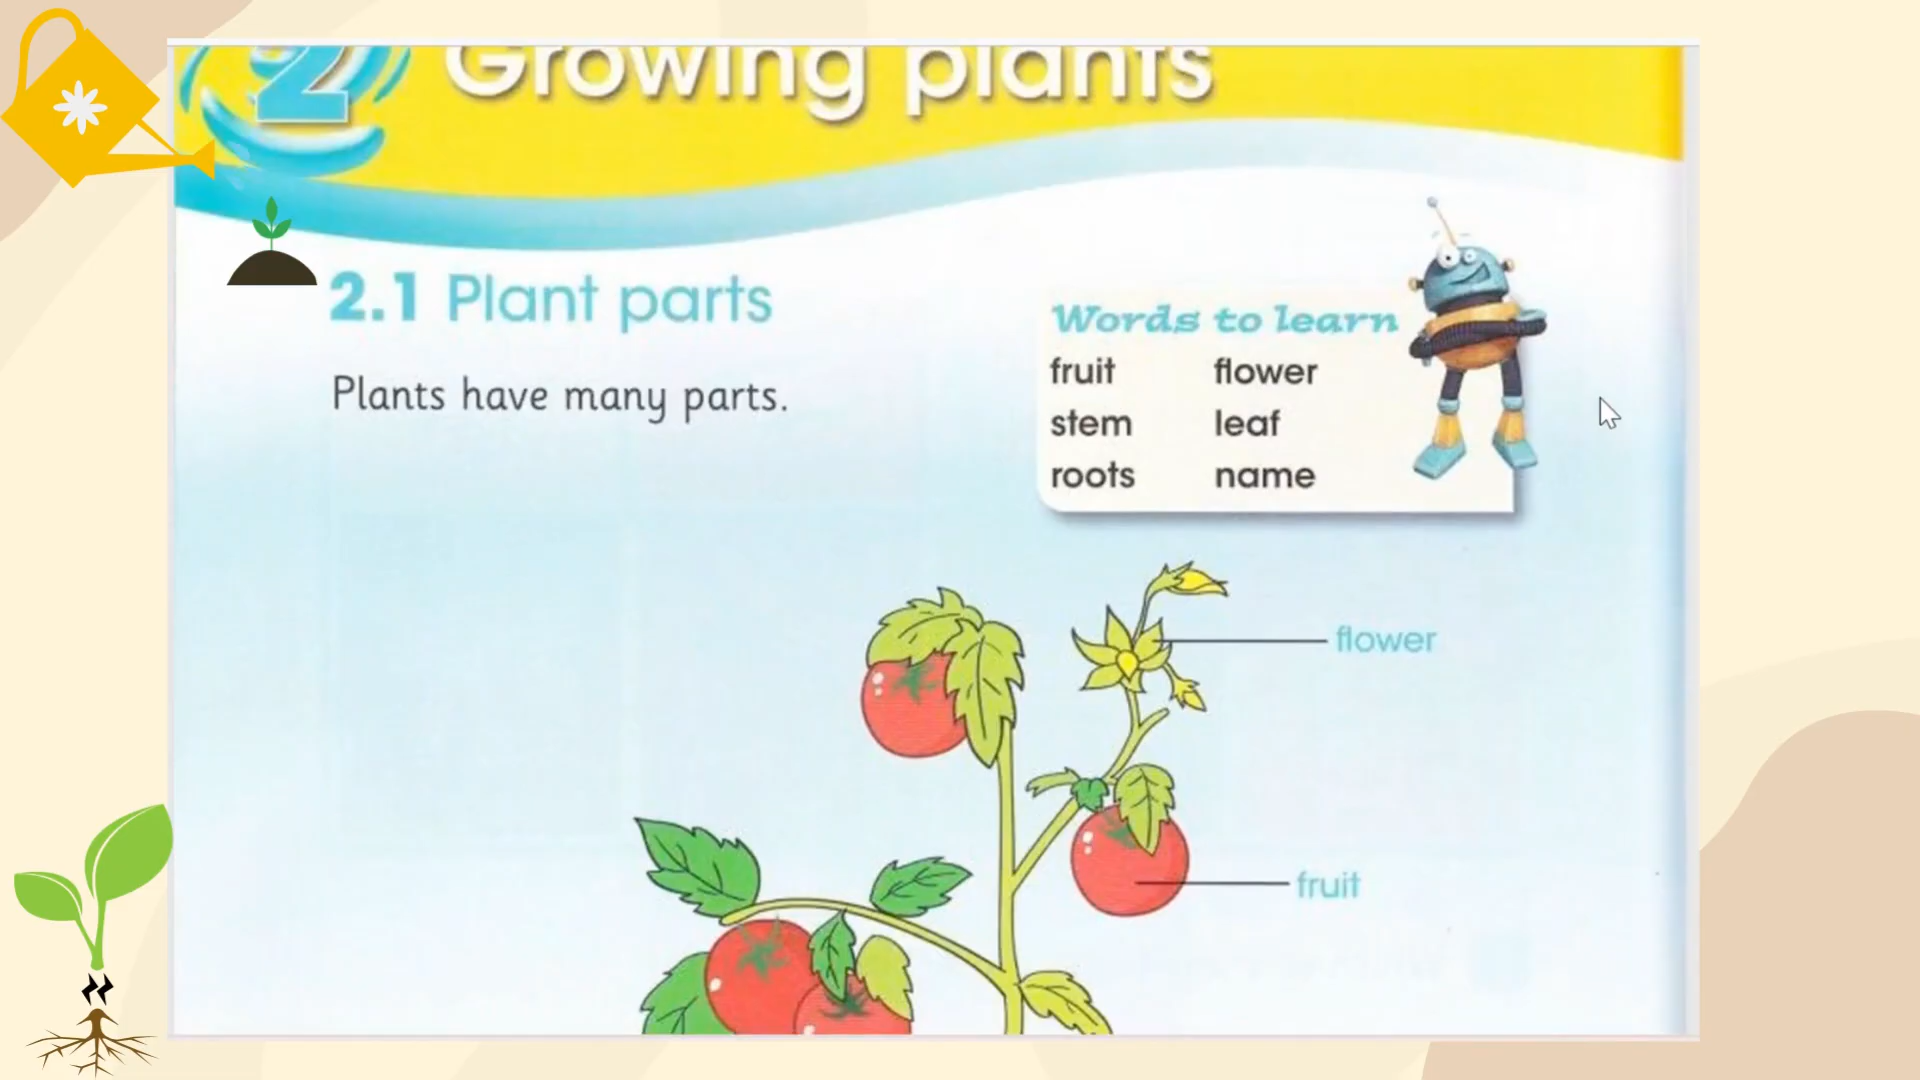 2 Growing plants
2.1 Plant parts
Plants have many parts.
Words to learn
fruit flower
stem leaf
roots name
flower
fruit